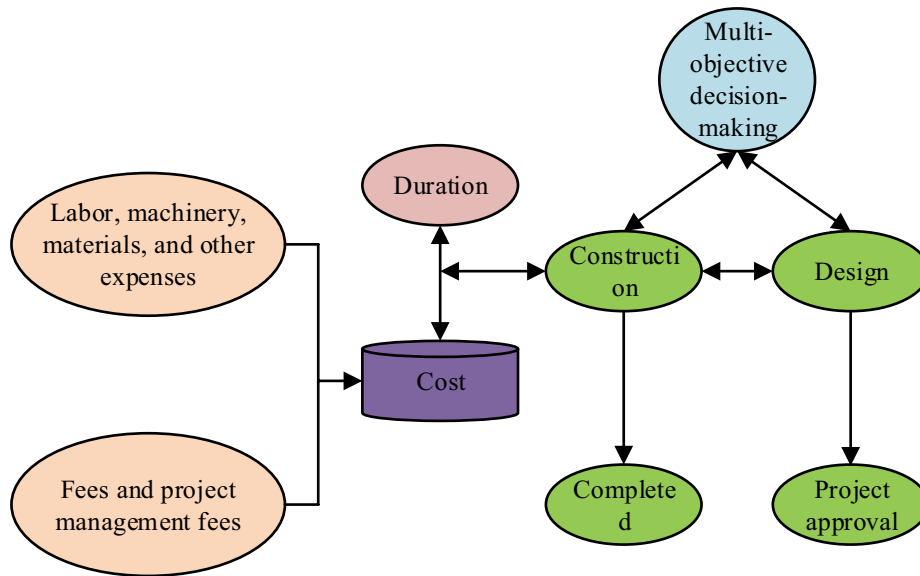 Multi-
objective
decision-
making
Duration
Labor, machinery,
materials, and other
expenses
Constructi
on
Design
Cost
Fees and project
management fees
Complete
d
Project
approval